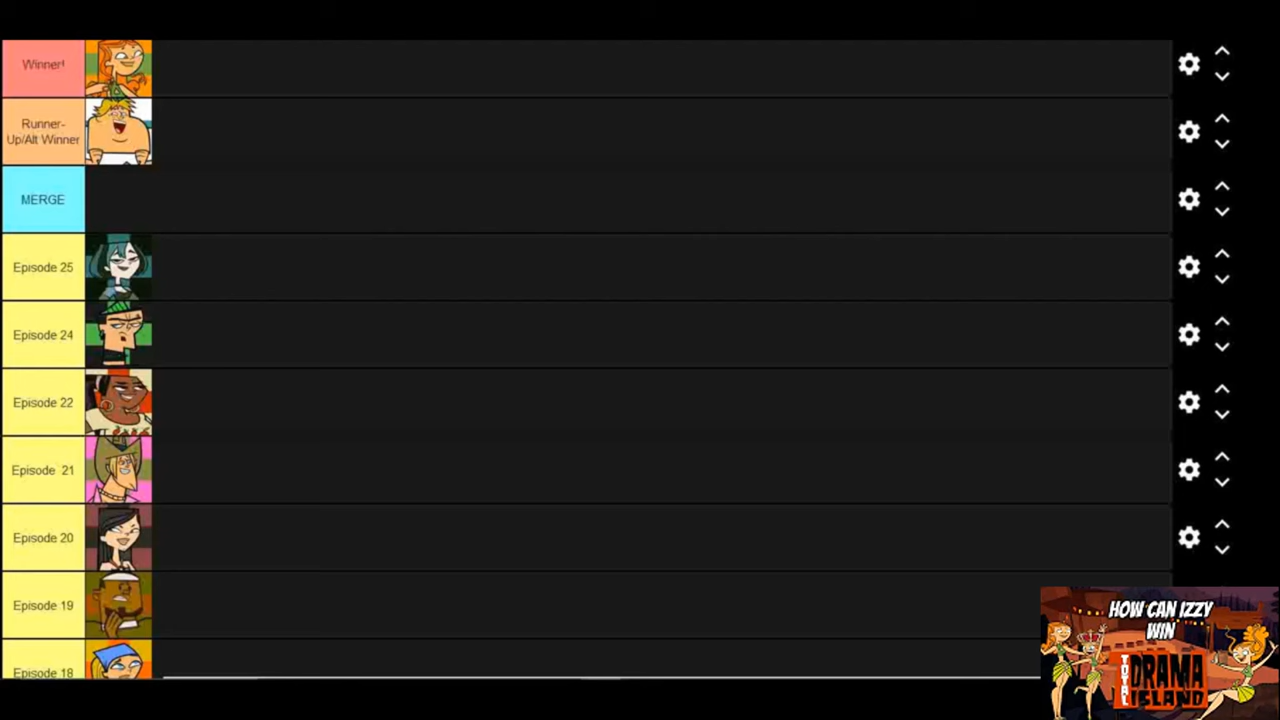 Winner!
Runner-
Up/Alt Winner
MERGE
Episode 25
Episode 24
Episode 22
Episode 21
Episode 20
Episode 19
Episode 18
HOW CAN IZZY
WIN
TOTAL
DRAMA
ISLAND